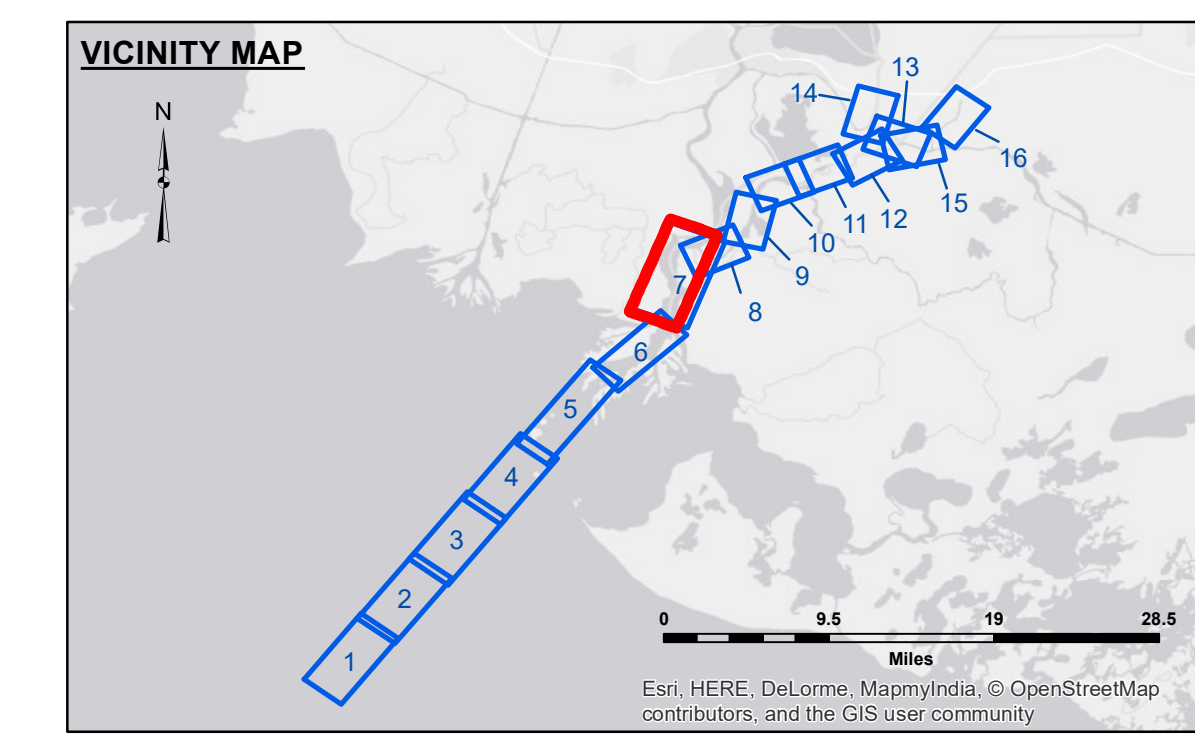 VICINITY MAP
N
13
14
16
15
12
11
10
9
8
7
6
5
4
3
2
1
0 9.5 19 28.5
Miles
Esri, HERE, DeLorme, MapmyIndia, © OpenStreetMap
contributors, and the GIS user community